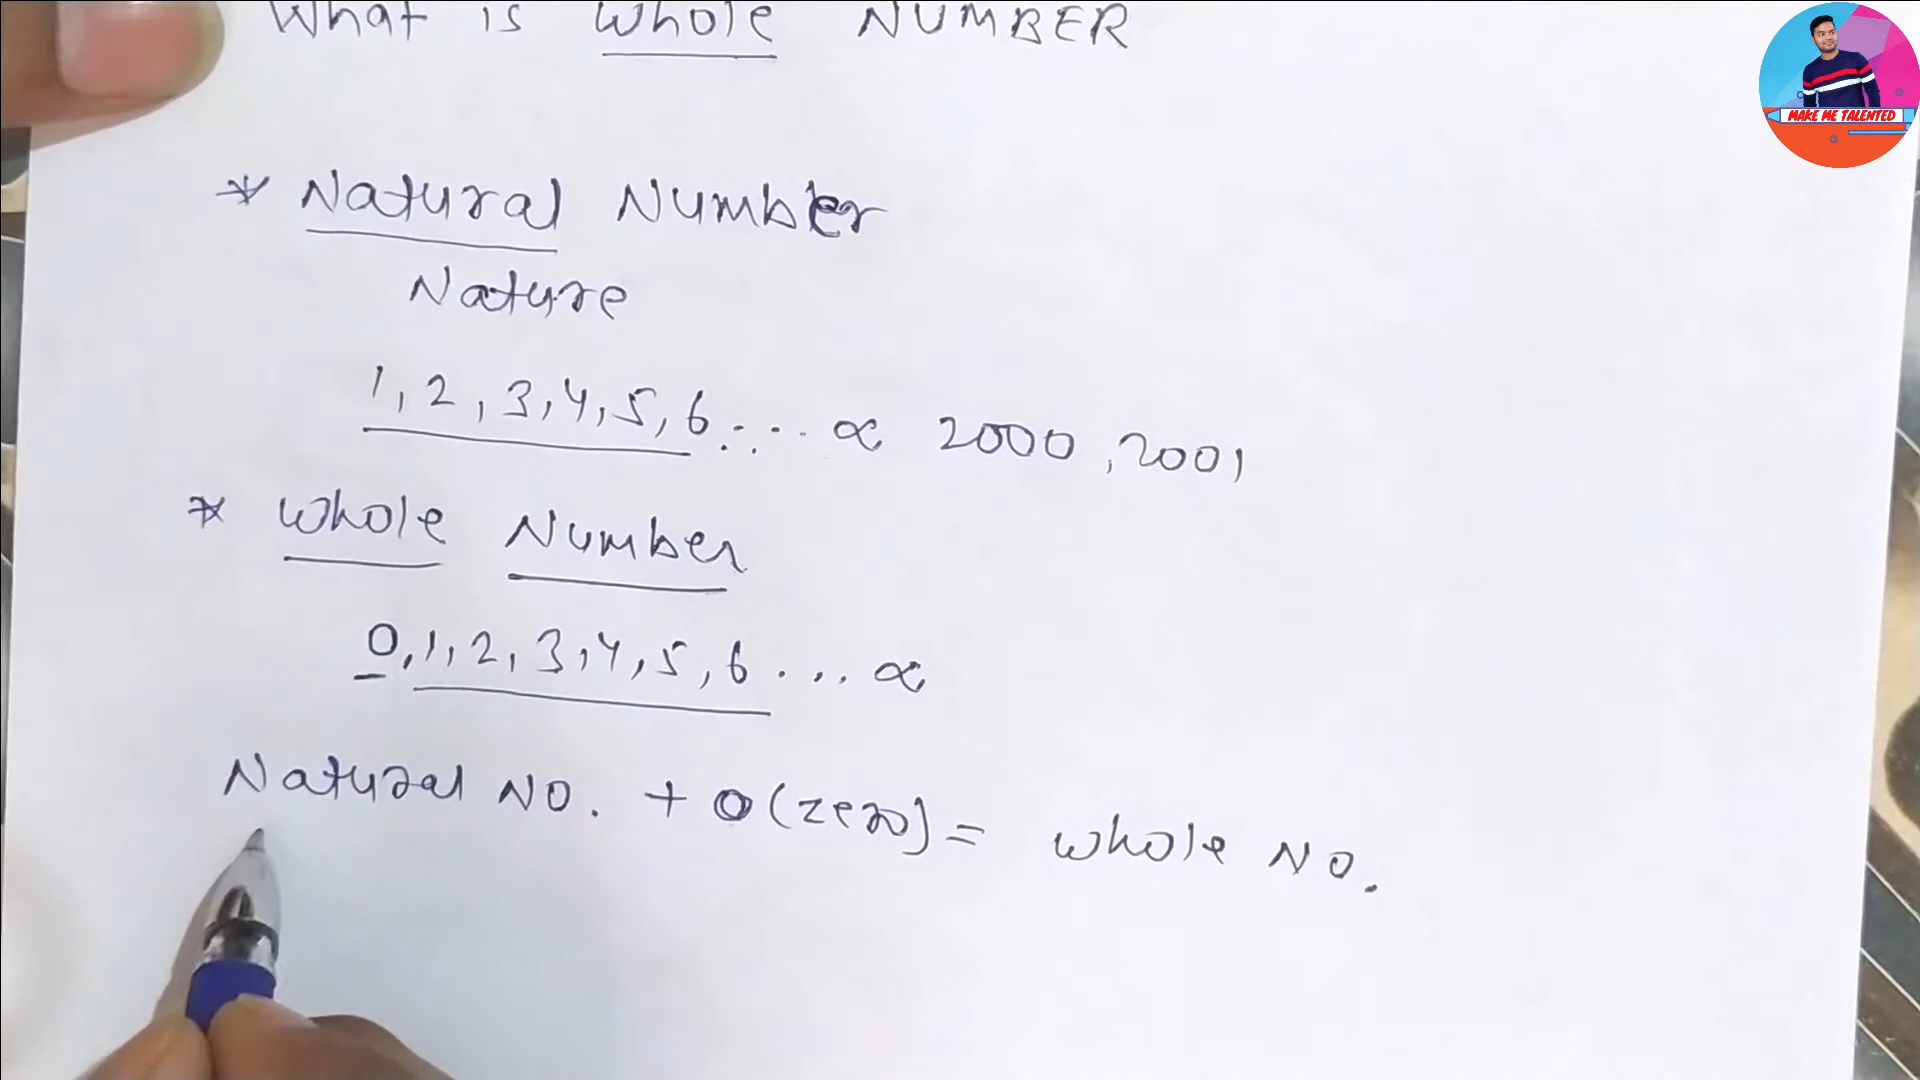 What is Whole NUMBER
MAKE ME TALENTED
* Natural Number
Nature
1, 2, 3, 4, 5, 6 .... ∝ 2000, 2001
* Whole Number
0, 1, 2, 3, 4, 5, 6 ... ∝
Natural NO. + 0 (zero) = whole NO.